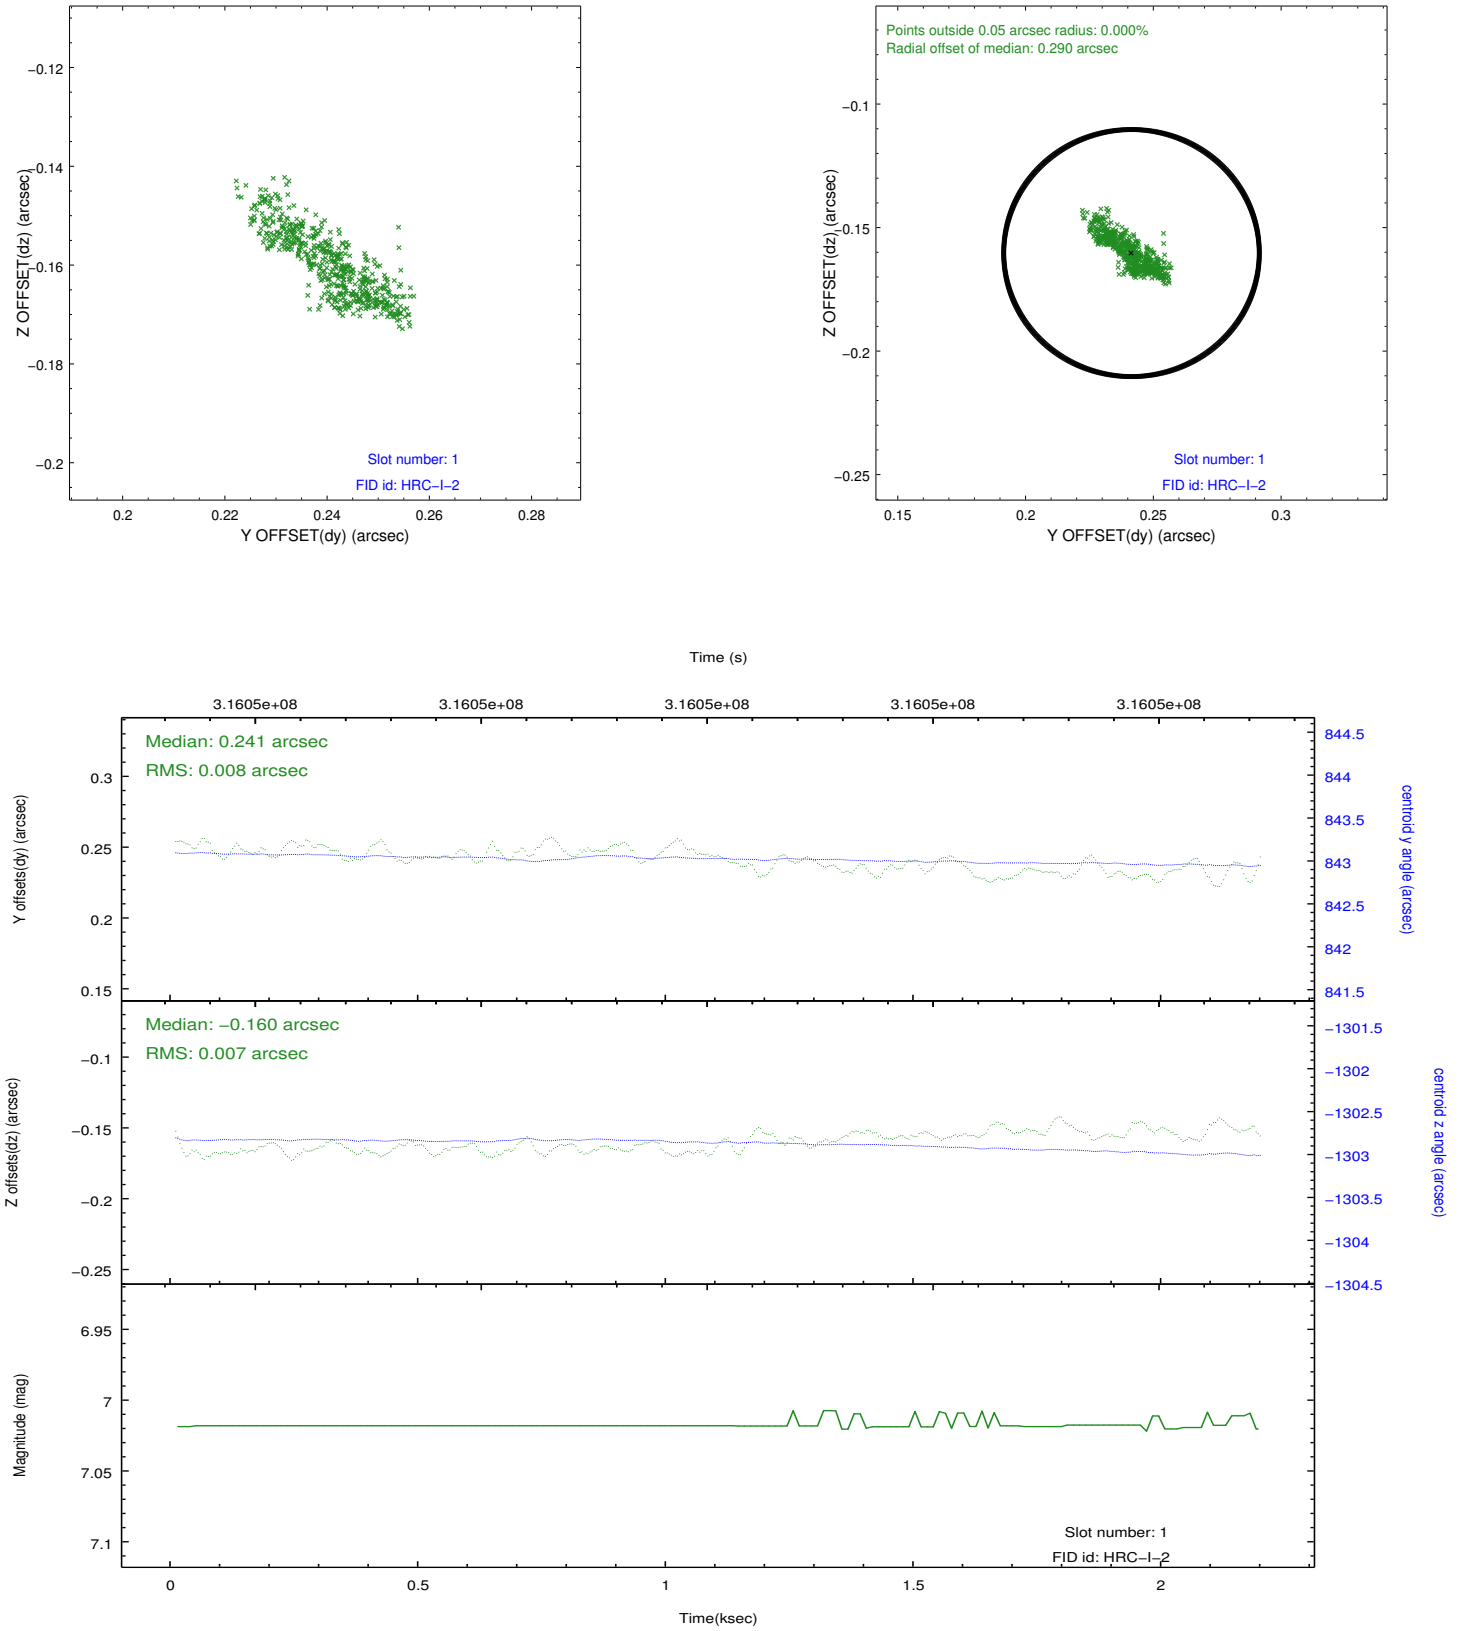 −0.12
−0.14
−0.16
−0.18
−0.2
Z OFFSET(dz) (arcsec)
Slot number: 1
FID id: HRC−I−2
0.2 0.22 0.24 0.26 0.28
Y OFFSET(dy) (arcsec)
Points outside 0.05 arcsec radius: 0.000%
Radial offset of median: 0.290 arcsec
−0.1
−0.15
−0.2
−0.25
Z OFFSET(dz) (arcsec)
Slot number: 1
FID id: HRC−I−2
0.15 0.2 0.25 0.3
Y OFFSET(dy) (arcsec)
Time (s)
3.1605e+08 3.1605e+08 3.1605e+08 3.1605e+08 3.1605e+08
Median: 0.241 arcsec
RMS: 0.008 arcsec
0.3
0.25
0.2
0.15
Y offsets(dy) (arcsec)
844.5
844
843.5
843
842.5
842
841.5
centroid y angle (arcsec)
Median: −0.160 arcsec
RMS: 0.007 arcsec
−0.1
−0.15
−0.2
−0.25
Z offsets(dz) (arcsec)
−1301.5
−1302
−1302.5
−1303
−1303.5
−1304
−1304.5
centroid z angle (arcsec)
6.95
7
7.05
7.1
Magnitude (mag)
Slot number: 1
FID id: HRC−I−2
0 0.5 1 1.5 2
Time(ksec)